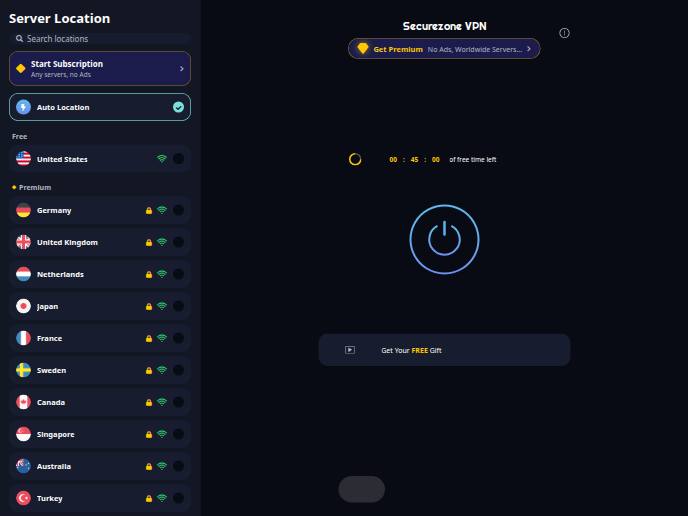 Server Location
Search locations
Start Subscription
Any servers, no Ads
Auto Location
Free
United States
Premium
Germany
United Kingdom
Netherlands
Japan
France
Sweden
Canada
Singapore
Australia
Turkey
Securezone VPN
Get Premium No Ads, Worldwide Servers...
00 : 45 : 00 of free time left
Get Your FREE Gift